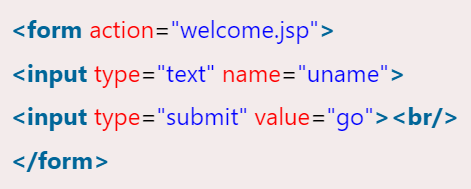 <form action="welcome.jsp">
<input type="text" name="uname">
<input type="submit" value="go"><br/>
</form>